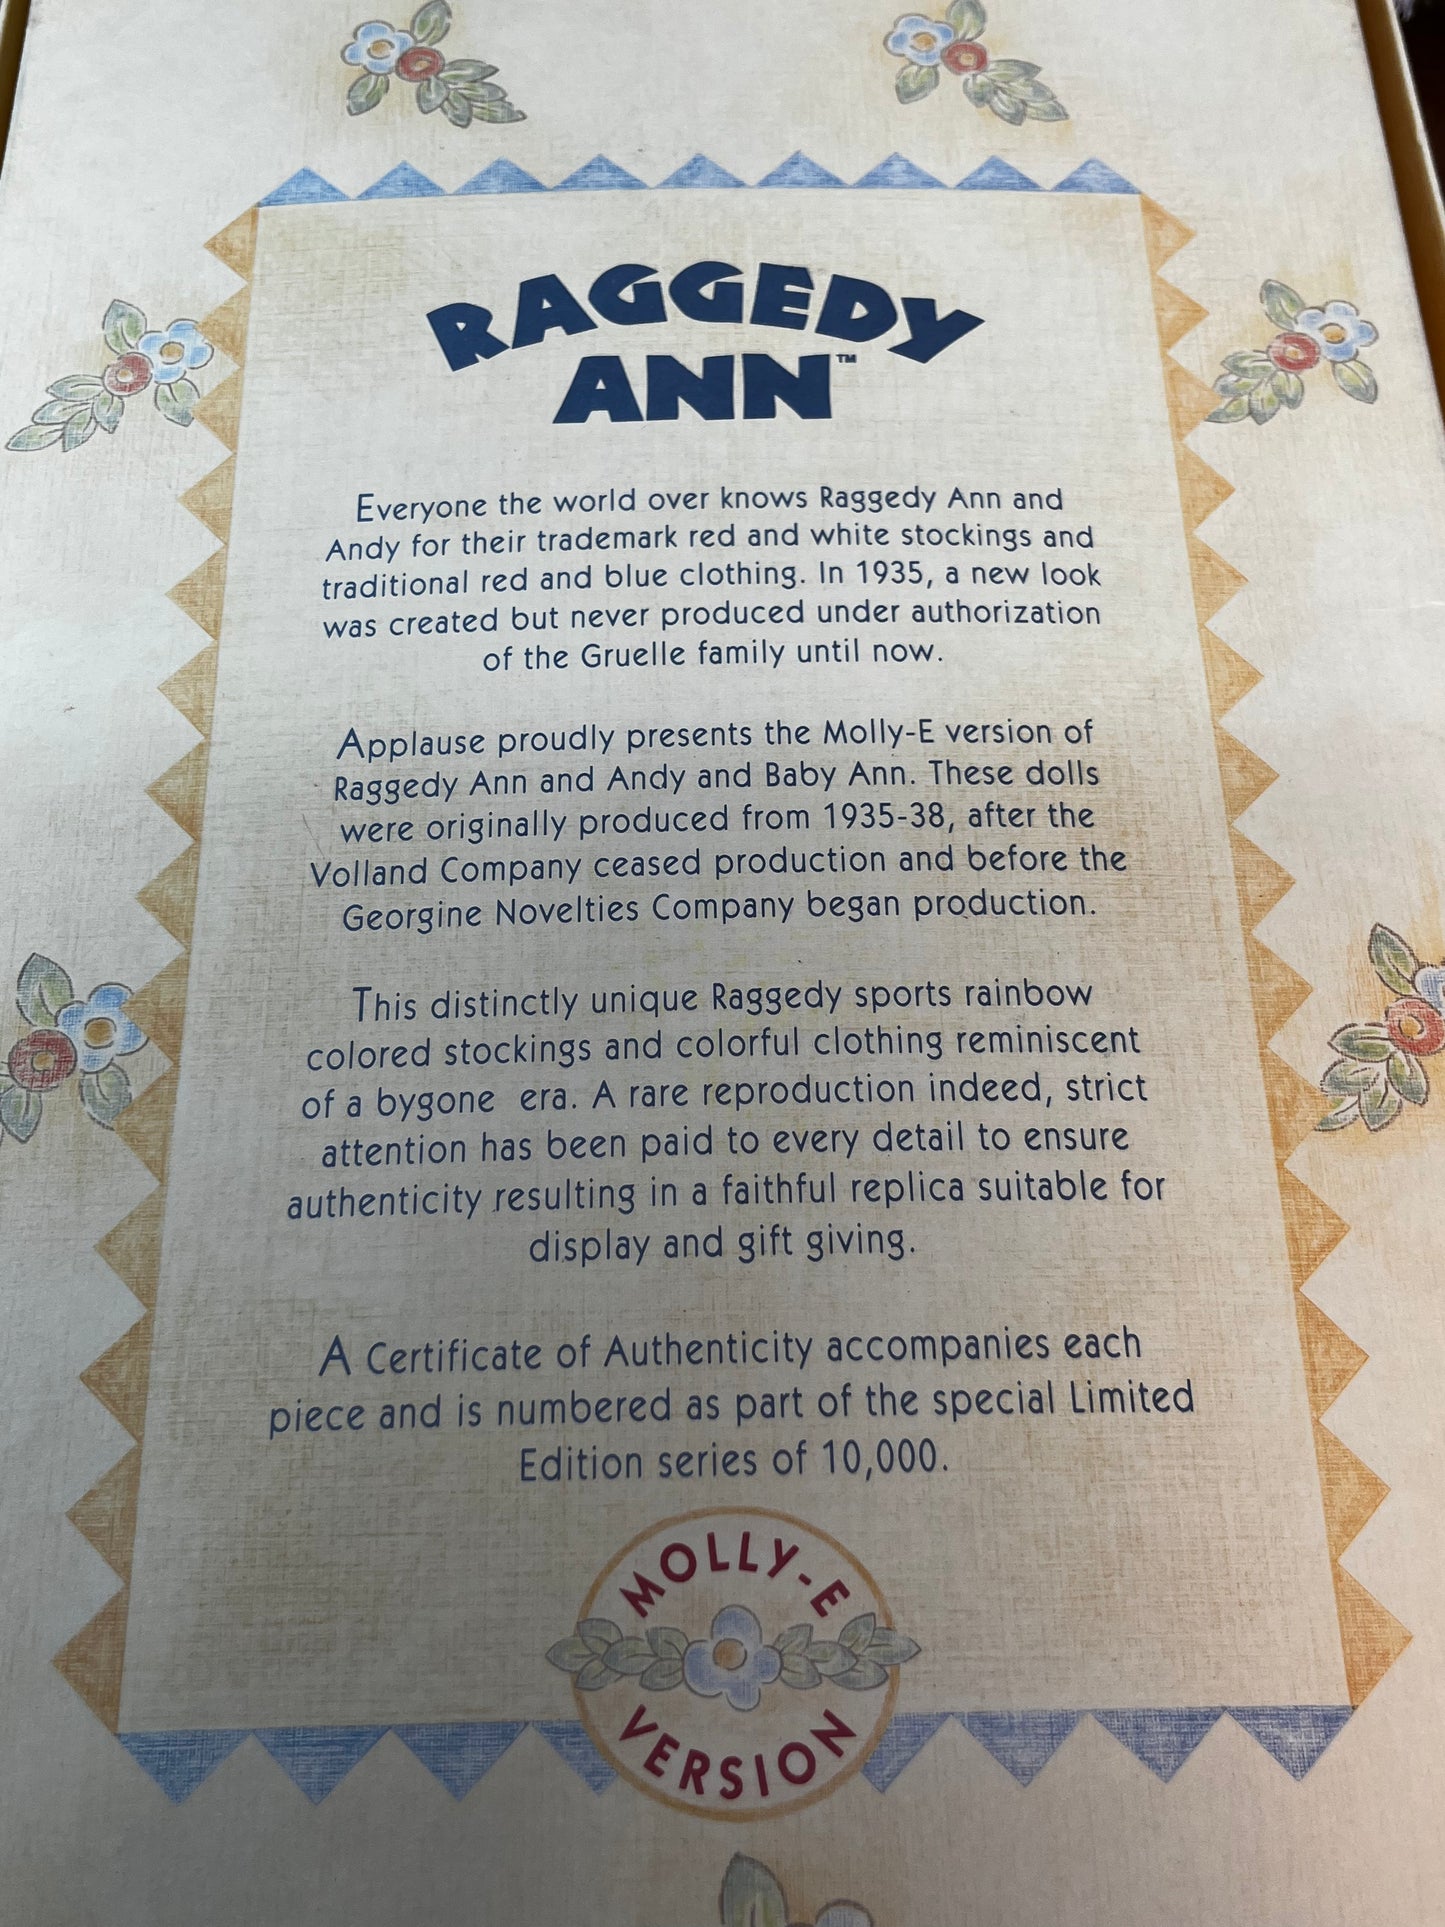 RAGGEDY
ANN™
Everyone the world over knows Raggedy Ann and
Andy for their trademark red and white stockings and
traditional red and blue clothing. In 1935, a new look
was created but never produced under authorization
of the Gruelle family until now.
Applause proudly presents the Molly-E version of
Raggedy Ann and Andy and Baby Ann. These dolls
were originally produced from 1935-38, after the
Volland Company ceased production and before the
Georgine Novelties Company began production.
This distinctly unique Raggedy sports rainbow
colored stockings and colorful clothing reminiscent
of a bygone era. A rare reproduction indeed, strict
attention has been paid to every detail to ensure
authenticity resulting in a faithful replica suitable for
display and gift giving.
A Certificate of Authenticity accompanies each
piece and is numbered as part of the special Limited
Edition series of 10,000.
MOLLY-E
VERSION